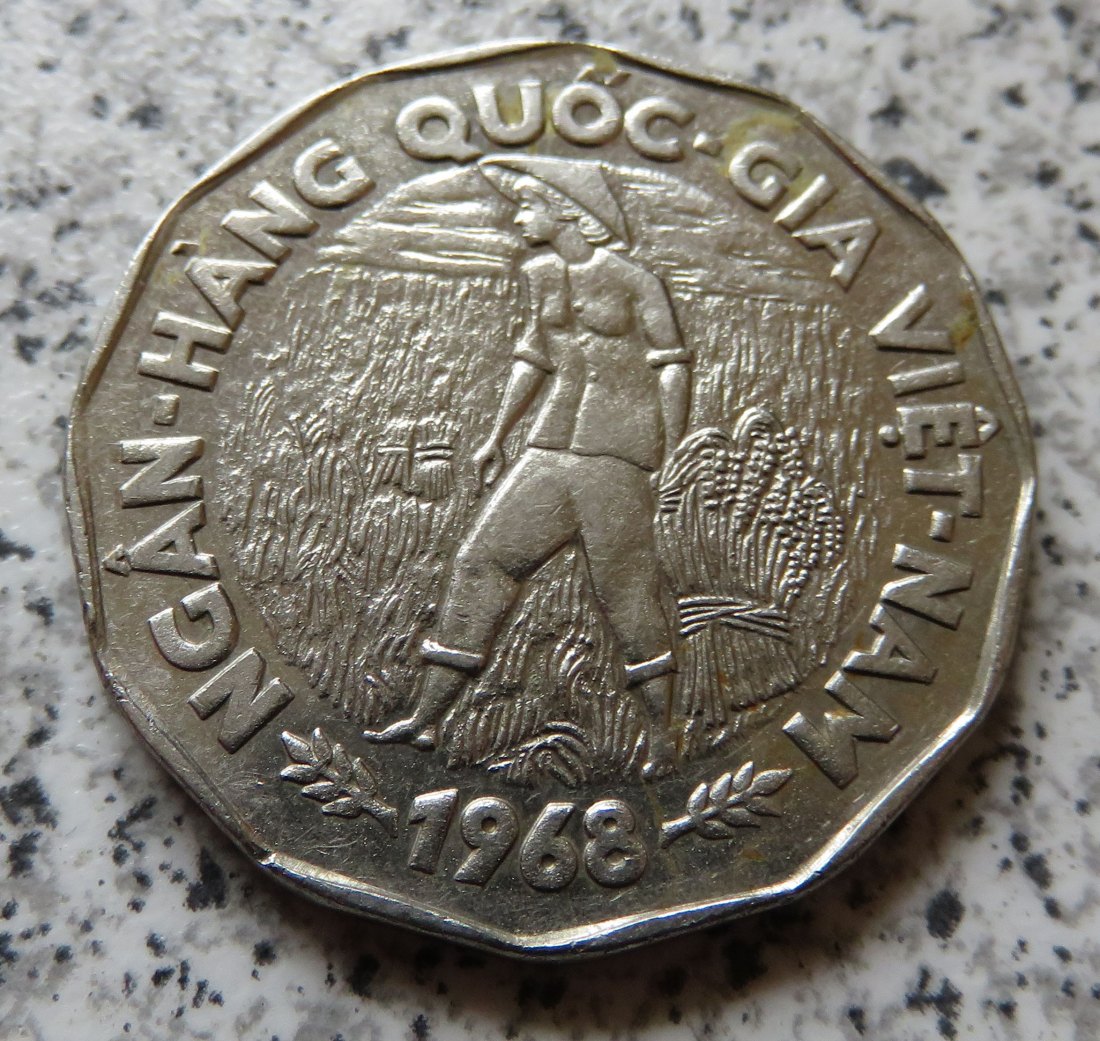 NGÂN-HÀNG QUỐC-GIA VIỆT-NAM
1968